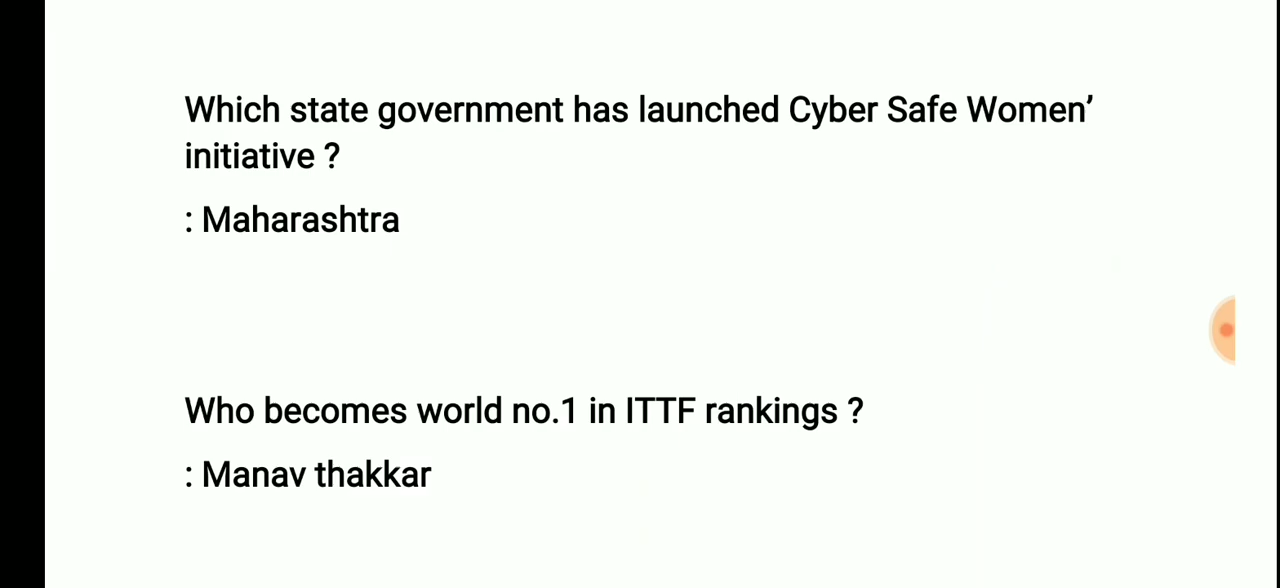 Which state government has launched Cyber Safe Women’
initiative ?
: Maharashtra
Who becomes world no.1 in ITTF rankings ?
: Manav thakkar